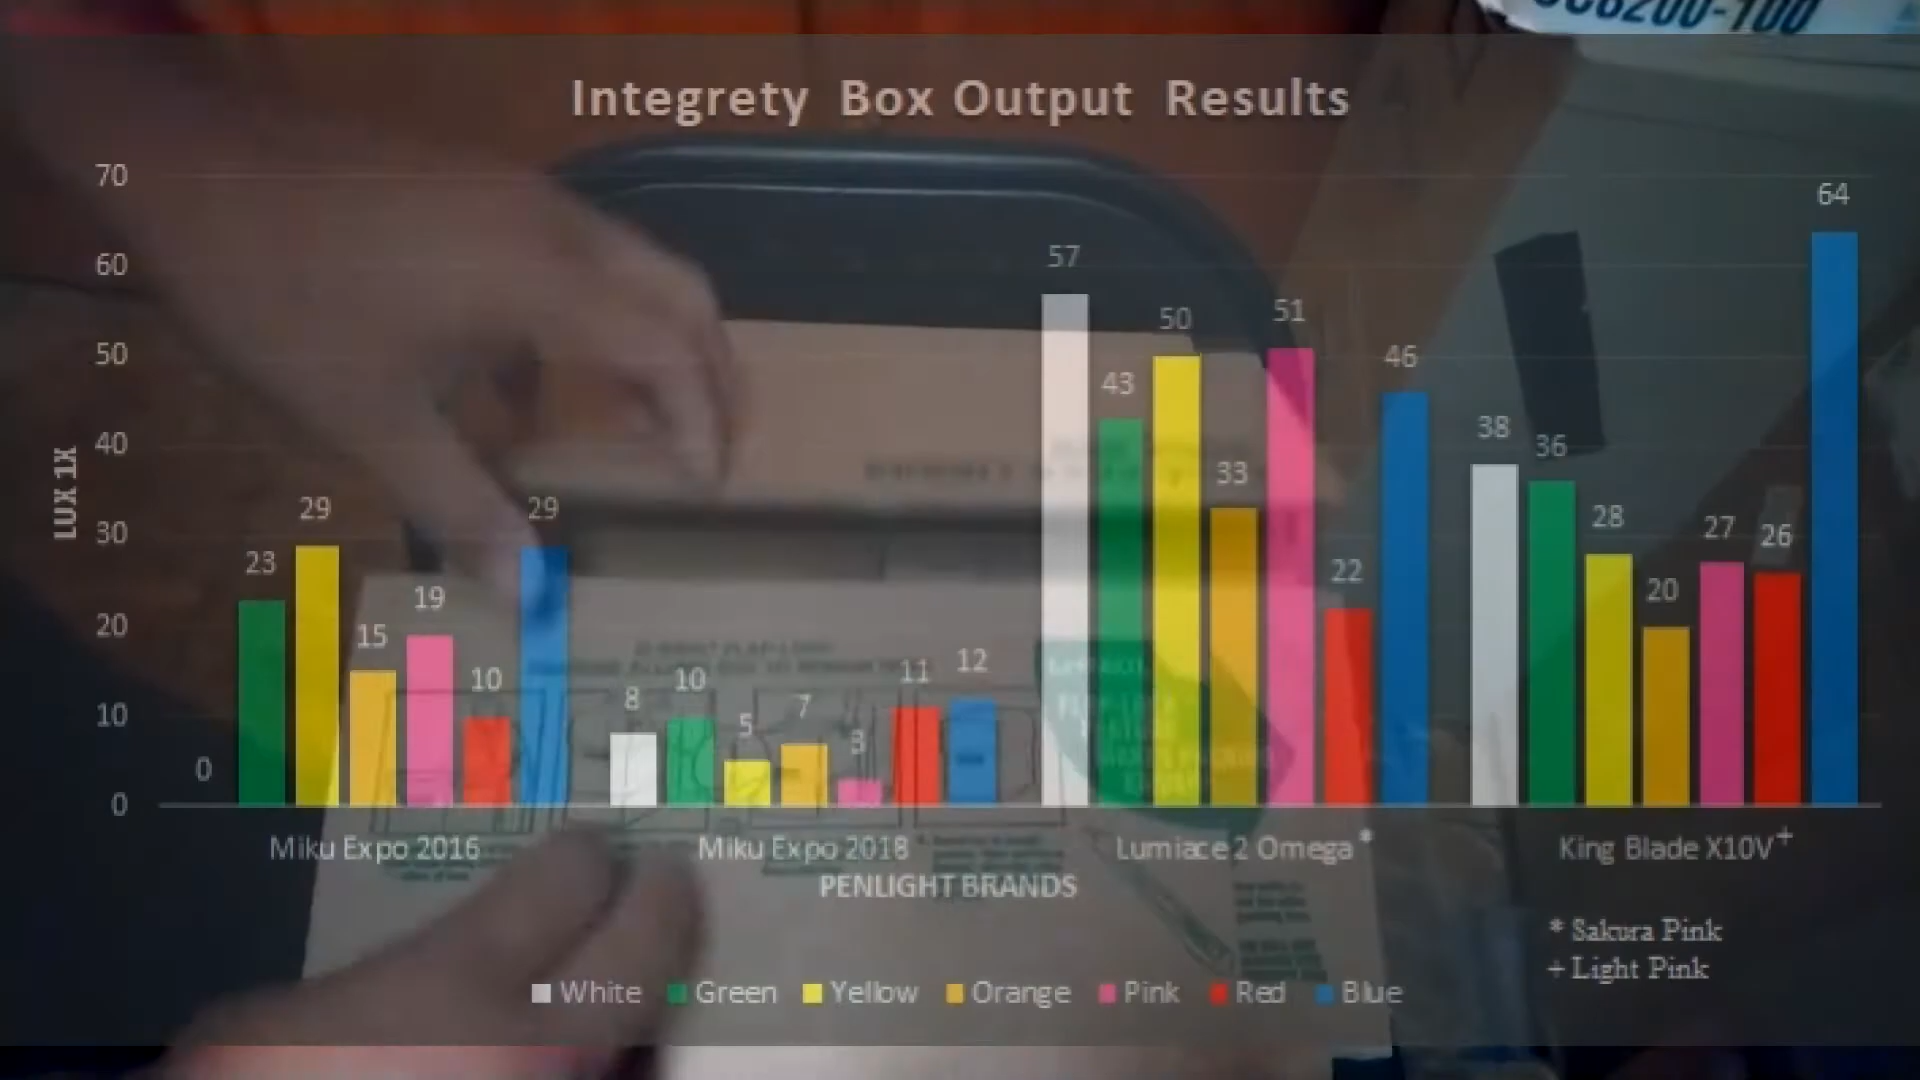 Integrety Box Output Results
70
60
50
40
30
20
10
0
LUX 1X
0 23 29 15 19 10 29
8 10 5 7 3 11 12
57 43 50 33 51 22 46
38 36 28 20 27 26 64
Miku Expo 2016 Miku Expo 2018 Lumiace 2 Omega * King Blade X10V+
PENLIGHT BRANDS
* Sakura Pink
+ Light Pink
White Green Yellow Orange Pink Red Blue